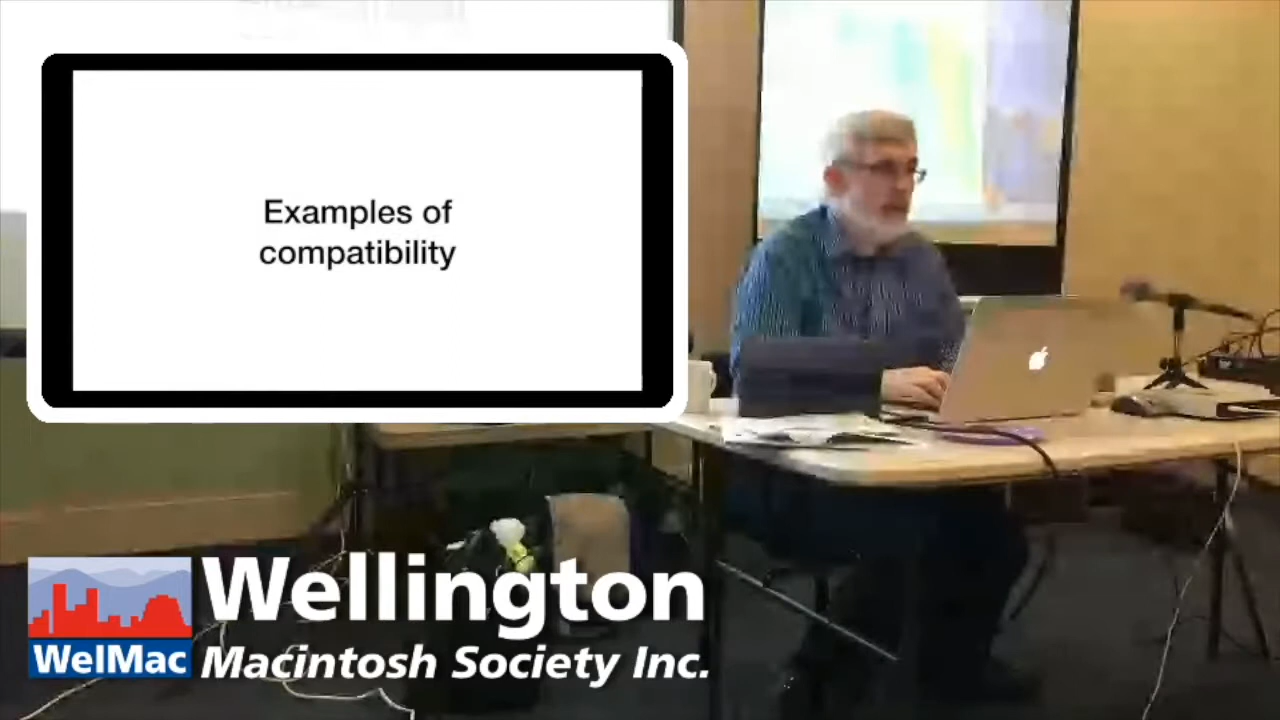 Examples of
compatibility
Wellington
WelMac
Macintosh Society Inc.